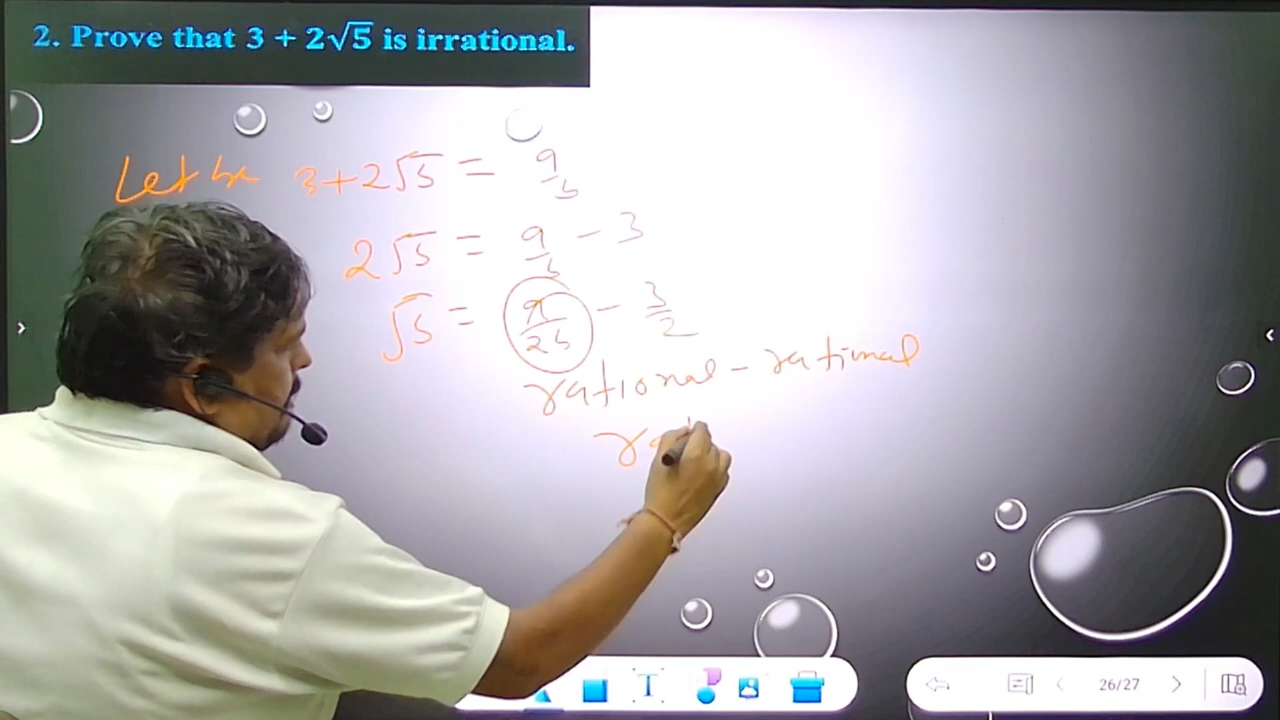 2. Prove that 3 + 2√5 is irrational.
Let be 3+2√5 = a/b
2√5 = a/b - 3
√5 = a/2b - 3/2
rational - rational
26/27